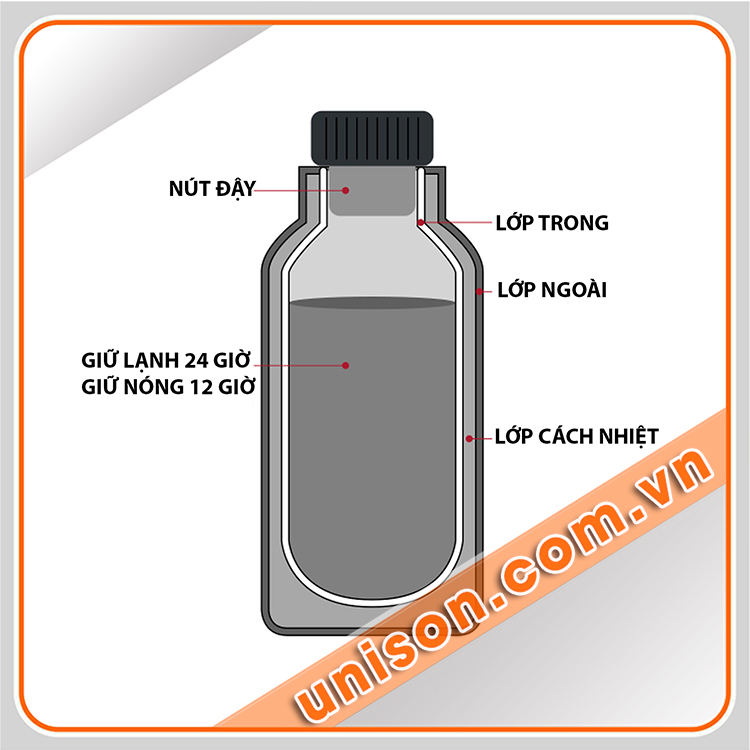 NÚT ĐẬY
LỚP TRONG
LỚP NGOÀI
GIỮ LẠNH 24 GIỜ
GIỮ NÓNG 12 GIỜ
LỚP CÁCH NHIỆT
unison.com.vn